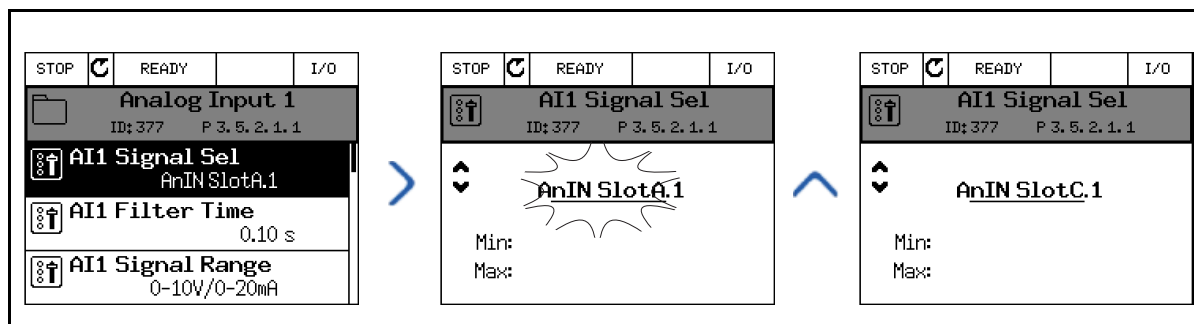 STOP READY I/O
Analog Input 1
ID: 377 P 3.5.2.1.1
AI1 Signal Sel
AnIN SlotA.1
AI1 Filter Time
0.10 s
AI1 Signal Range
0-10V/0-20mA
STOP READY I/O
AI1 Signal Sel
ID: 377 P 3.5.2.1.1
AnIN SlotA.1
Min:
Max:
STOP READY I/O
AI1 Signal Sel
ID: 377 P 3.5.2.1.1
AnIN SlotC.1
Min:
Max: